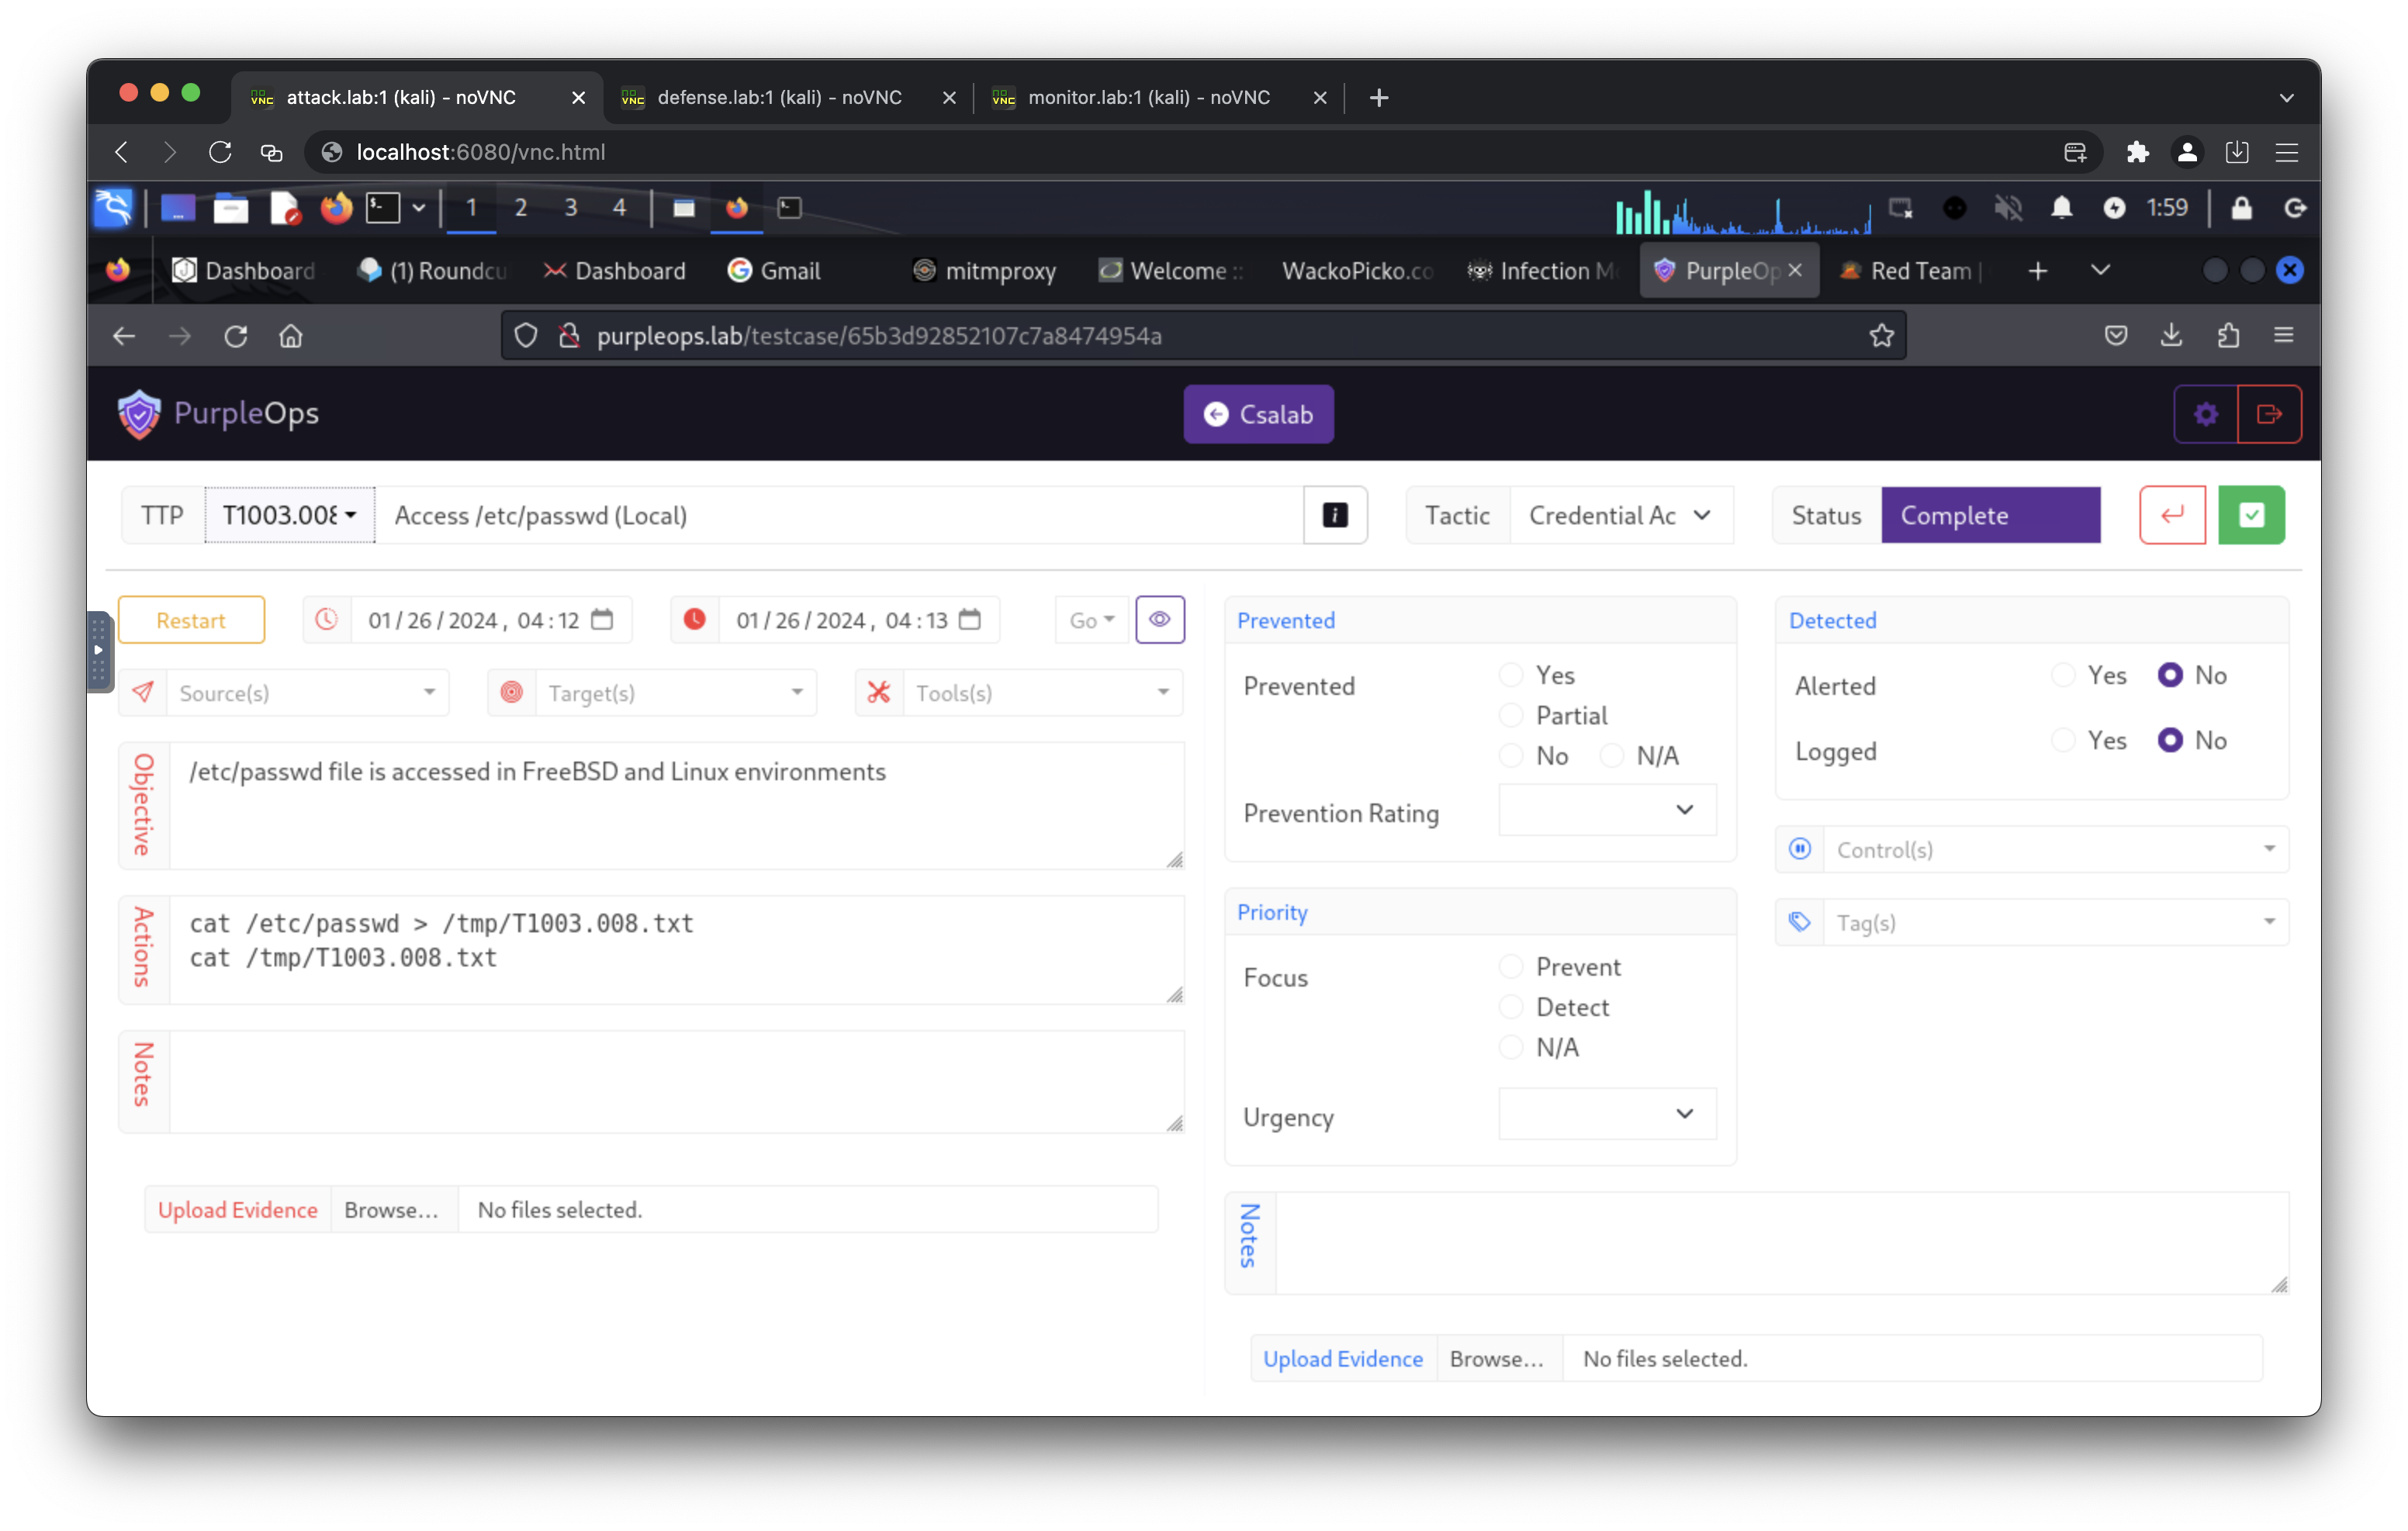 attack.lab:1 (kali) - noVNC
defense.lab:1 (kali) - noVNC
monitor.lab:1 (kali) - noVNC
localhost:6080/vnc.html
1 2 3 4
1:59
Dashboard
(1) Roundcu
Dashboard
Gmail
mitmproxy
Welcome ::
WackoPicko.co
Infection Mo
PurpleOp
Red Team |
purpleops.lab/testcase/65b3d92852107c7a8474954a
PurpleOps
Csalab
TTP T1003.008 Access /etc/passwd (Local)
Tactic Credential Ac
Status Complete
Restart
01/26/2024, 04:12
01/26/2024, 04:13
Go
Source(s)
Target(s)
Tools(s)
Objective
/etc/passwd file is accessed in FreeBSD and Linux environments
Actions
cat /etc/passwd > /tmp/T1003.008.txt
cat /tmp/T1003.008.txt
Notes
Upload Evidence Browse... No files selected.
Prevented
Prevented
Yes
Partial
No N/A
Prevention Rating
Priority
Focus
Prevent
Detect
N/A
Urgency
Detected
Alerted Yes No
Logged Yes No
Control(s)
Tag(s)
Notes
Upload Evidence Browse... No files selected.